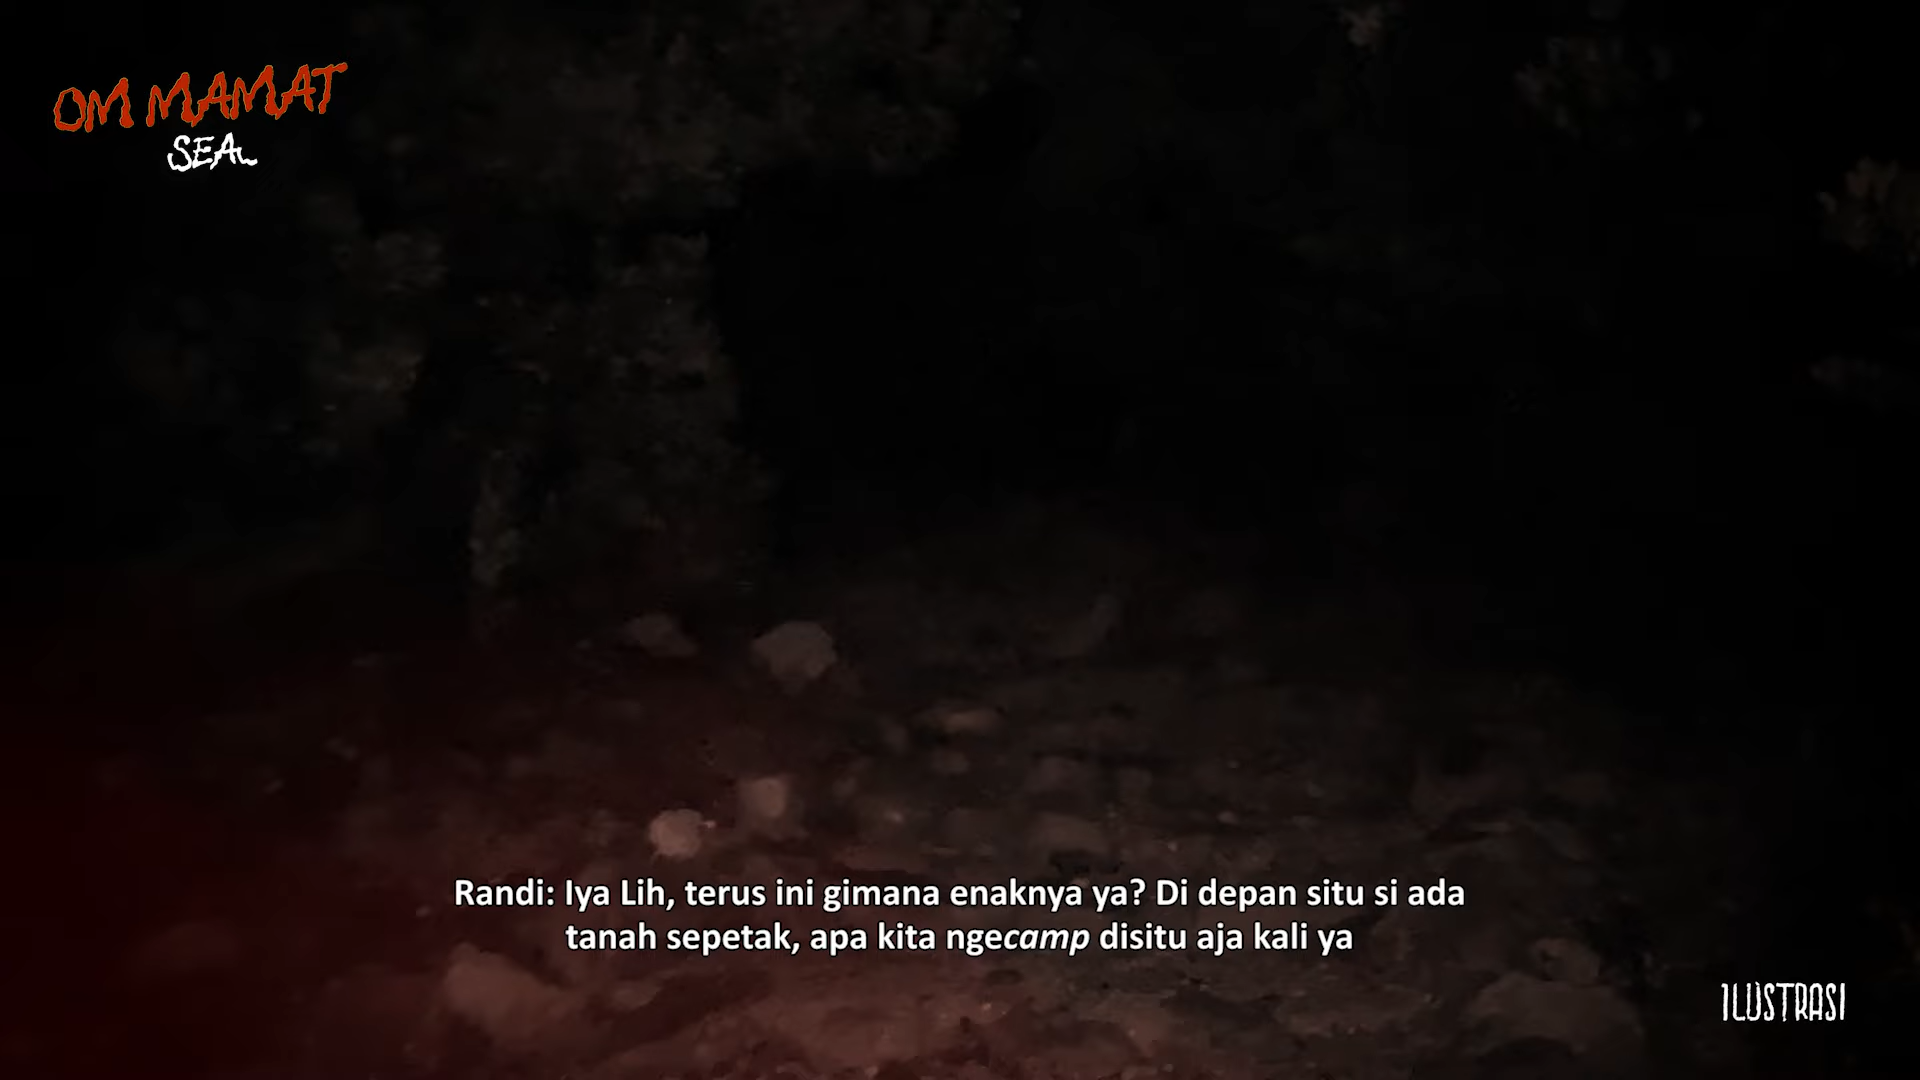 OM MAMAT
SEAL
Randi: Iya Lih, terus ini gimana enaknya ya? Di depan situ si ada
tanah sepetak, apa kita ngecamp disitu aja kali ya
ILUSTRASI